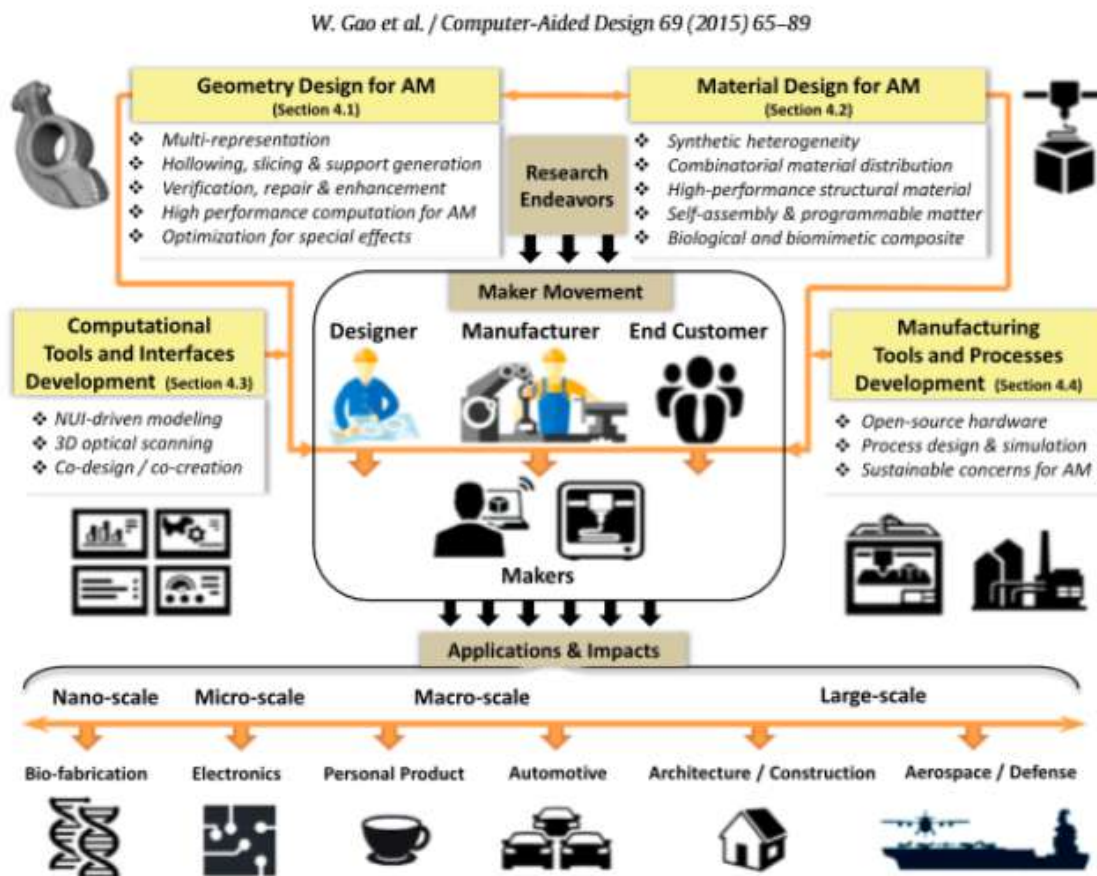 W. Gao et al. / Computer-Aided Design 69 (2015) 65–89
Geometry Design for AM
(Section 4.1)
❖ Multi-representation
❖ Hollowing, slicing & support generation
❖ Verification, repair & enhancement
❖ High performance computation for AM
❖ Optimization for special effects
Material Design for AM
(Section 4.2)
❖ Synthetic heterogeneity
❖ Combinatorial material distribution
❖ High-performance structural material
❖ Self-assembly & programmable matter
❖ Biological and biomimetic composite
Research
Endeavors
Maker Movement
Designer
Manufacturer
End Customer
Computational
Tools and Interfaces
Development (Section 4.3)
❖ NUI-driven modeling
❖ 3D optical scanning
❖ Co-design / co-creation
Manufacturing
Tools and Processes
Development (Section 4.4)
❖ Open-source hardware
❖ Process design & simulation
❖ Sustainable concerns for AM
Makers
Applications & Impacts
Nano-scale
Micro-scale
Macro-scale
Large-scale
Bio-fabrication
Electronics
Personal Product
Automotive
Architecture / Construction
Aerospace / Defense